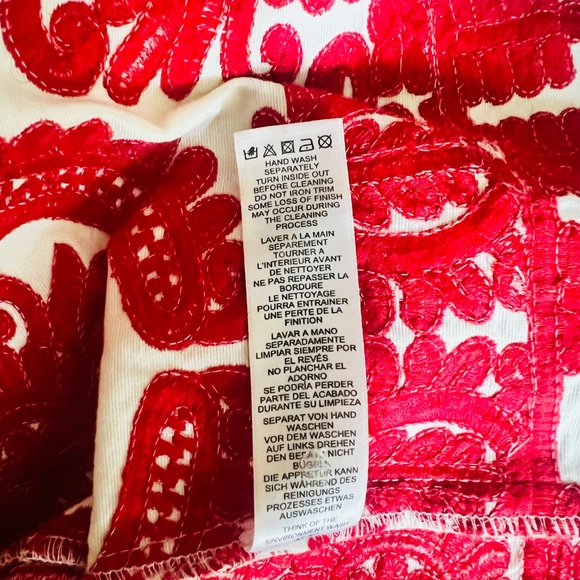 HAND WASH
SEPARATELY
TURN INSIDE OUT
BEFORE CLEANING
DO NOT IRON TRIM
SOME LOSS OF FINISH
MAY OCCUR DURING
THE CLEANING
PROCESS
LAVER A LA MAIN
SEPAREMENT
TOURNER A
L'INTERIEUR AVANT
DE NETTOYER
NE PAS REPASSER LA
BORDURE
LE NETTOYAGE
POURRA ENTRAINER
UNE PERTE DE LA
FINITION
LAVAR A MANO
SEPARADAMENTE
LIMPIAR SIEMPRE POR
EL REVÉS
NO PLANCHAR EL
ADORNO
SE PODRÍA PERDER
PARTE DEL ACABADO
DURANTE SU LIMPIEZA
SEPARAT VON HAND
WASCHEN
VOR DEM WASCHEN
AUF LINKS DREHEN
DEN NICHT
DIE APPRETUR KANN
SICH WÄHREND DES
REINIGUNGS
PROZESSES ETWAS
AUSWASCHEN
THINK OF THE
ENVIRONMENT WASH